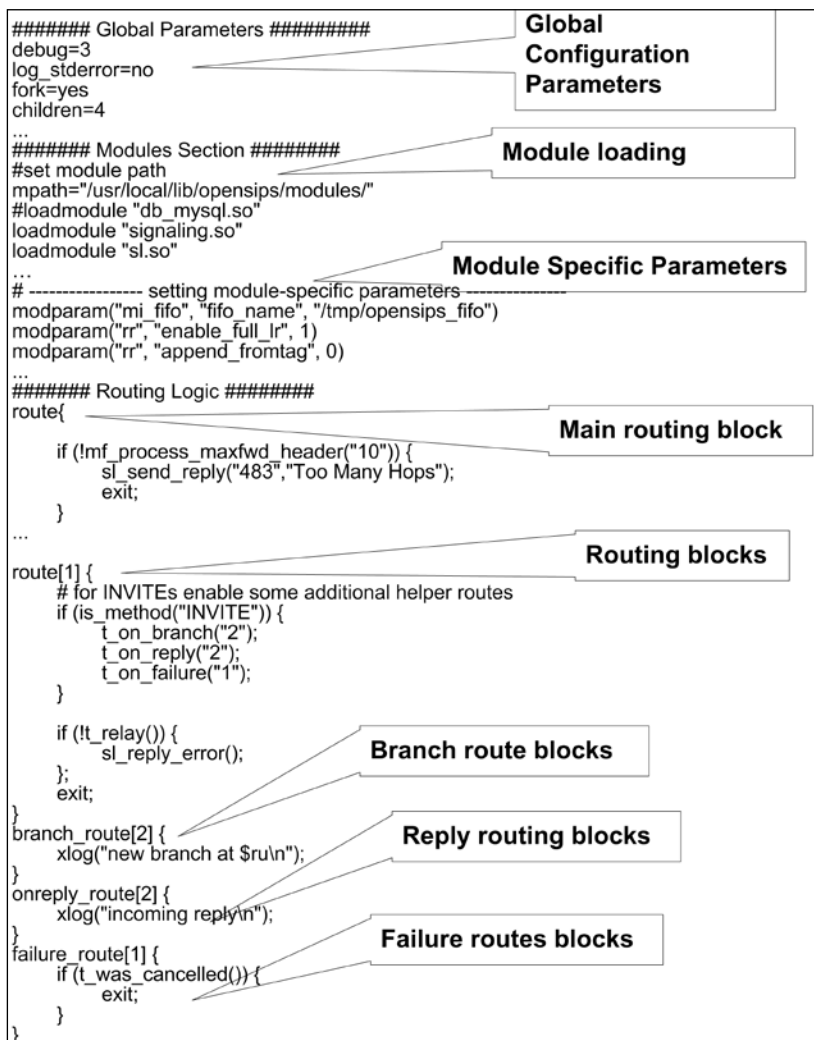 ####### Global Parameters #########
debug=3
log_stderror=no
fork=yes
children=4
...
Global
Configuration
Parameters
####### Modules Section ########
#set module path
mpath="/usr/local/lib/opensips/modules/"
#loadmodule "db_mysql.so"
loadmodule "signaling.so"
loadmodule "sl.so"
...
Module loading
# ----------------- setting module-specific parameters ---------------
modparam("mi_fifo", "fifo_name", "/tmp/opensips_fifo")
modparam("rr", "enable_full_lr", 1)
modparam("rr", "append_fromtag", 0)
...
Module Specific Parameters
####### Routing Logic ########
route{
if (!mf_process_maxfwd_header("10")) {
sl_send_reply("483","Too Many Hops");
exit;
}
...
Main routing block
route[1] {
# for INVITEs enable some additional helper routes
if (is_method("INVITE")) {
t_on_branch("2");
t_on_reply("2");
t_on_failure("1");
}
if (!t_relay()) {
sl_reply_error();
};
exit;
}
Routing blocks
branch_route[2] {
xlog("new branch at $ru\n");
}
Branch route blocks
onreply_route[2] {
xlog("incoming reply\n");
}
Reply routing blocks
failure_route[1] {
if (t_was_cancelled()) {
exit;
}
}
Failure routes blocks